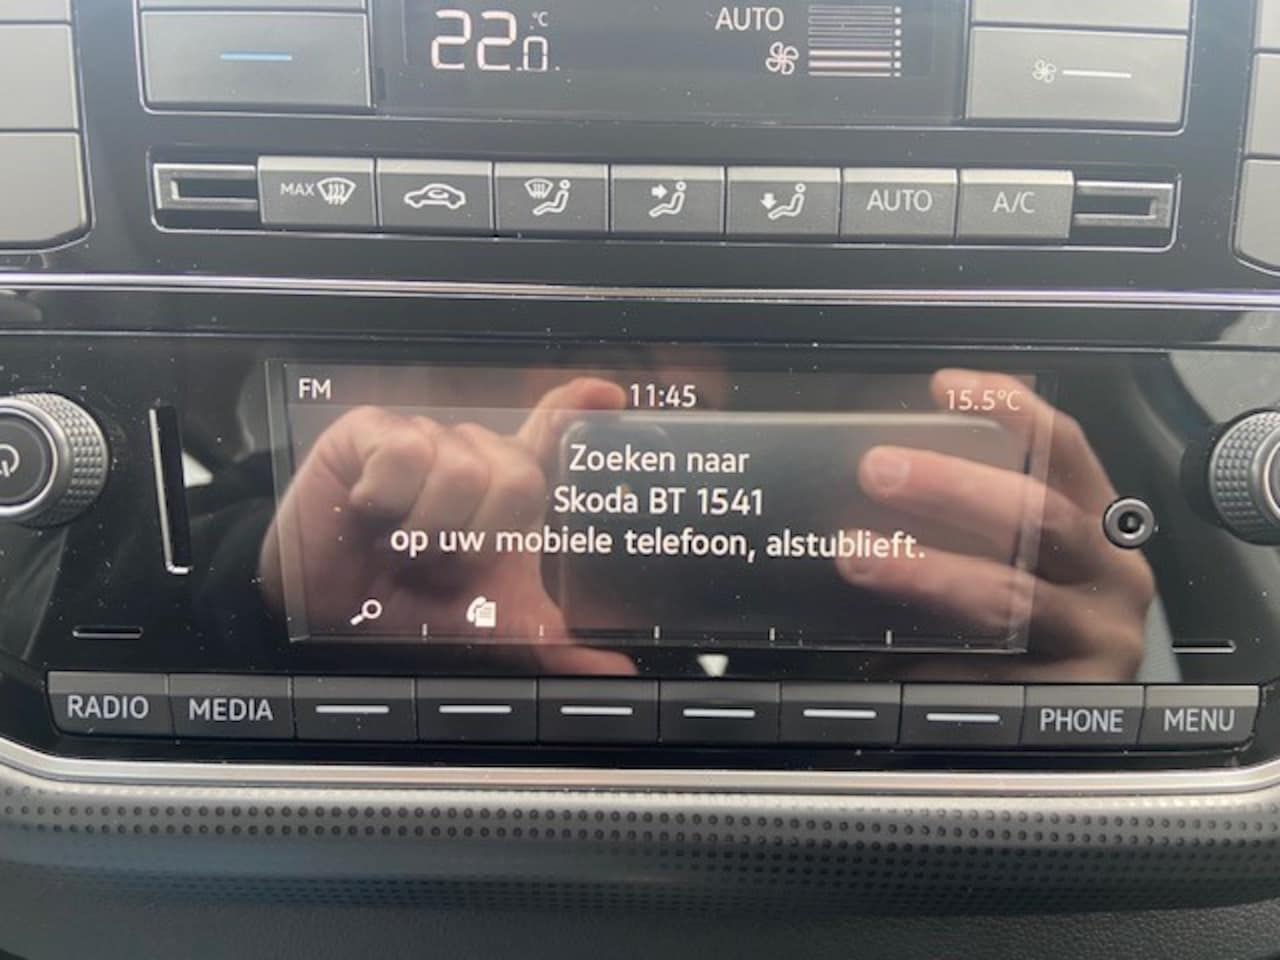 22.0 °C AUTO
MAX AUTO A/C
FM 11:45 15.5°C
Zoeken naar
Skoda BT 1541
op uw mobiele telefoon, alstublieft.
RADIO MEDIA PHONE MENU